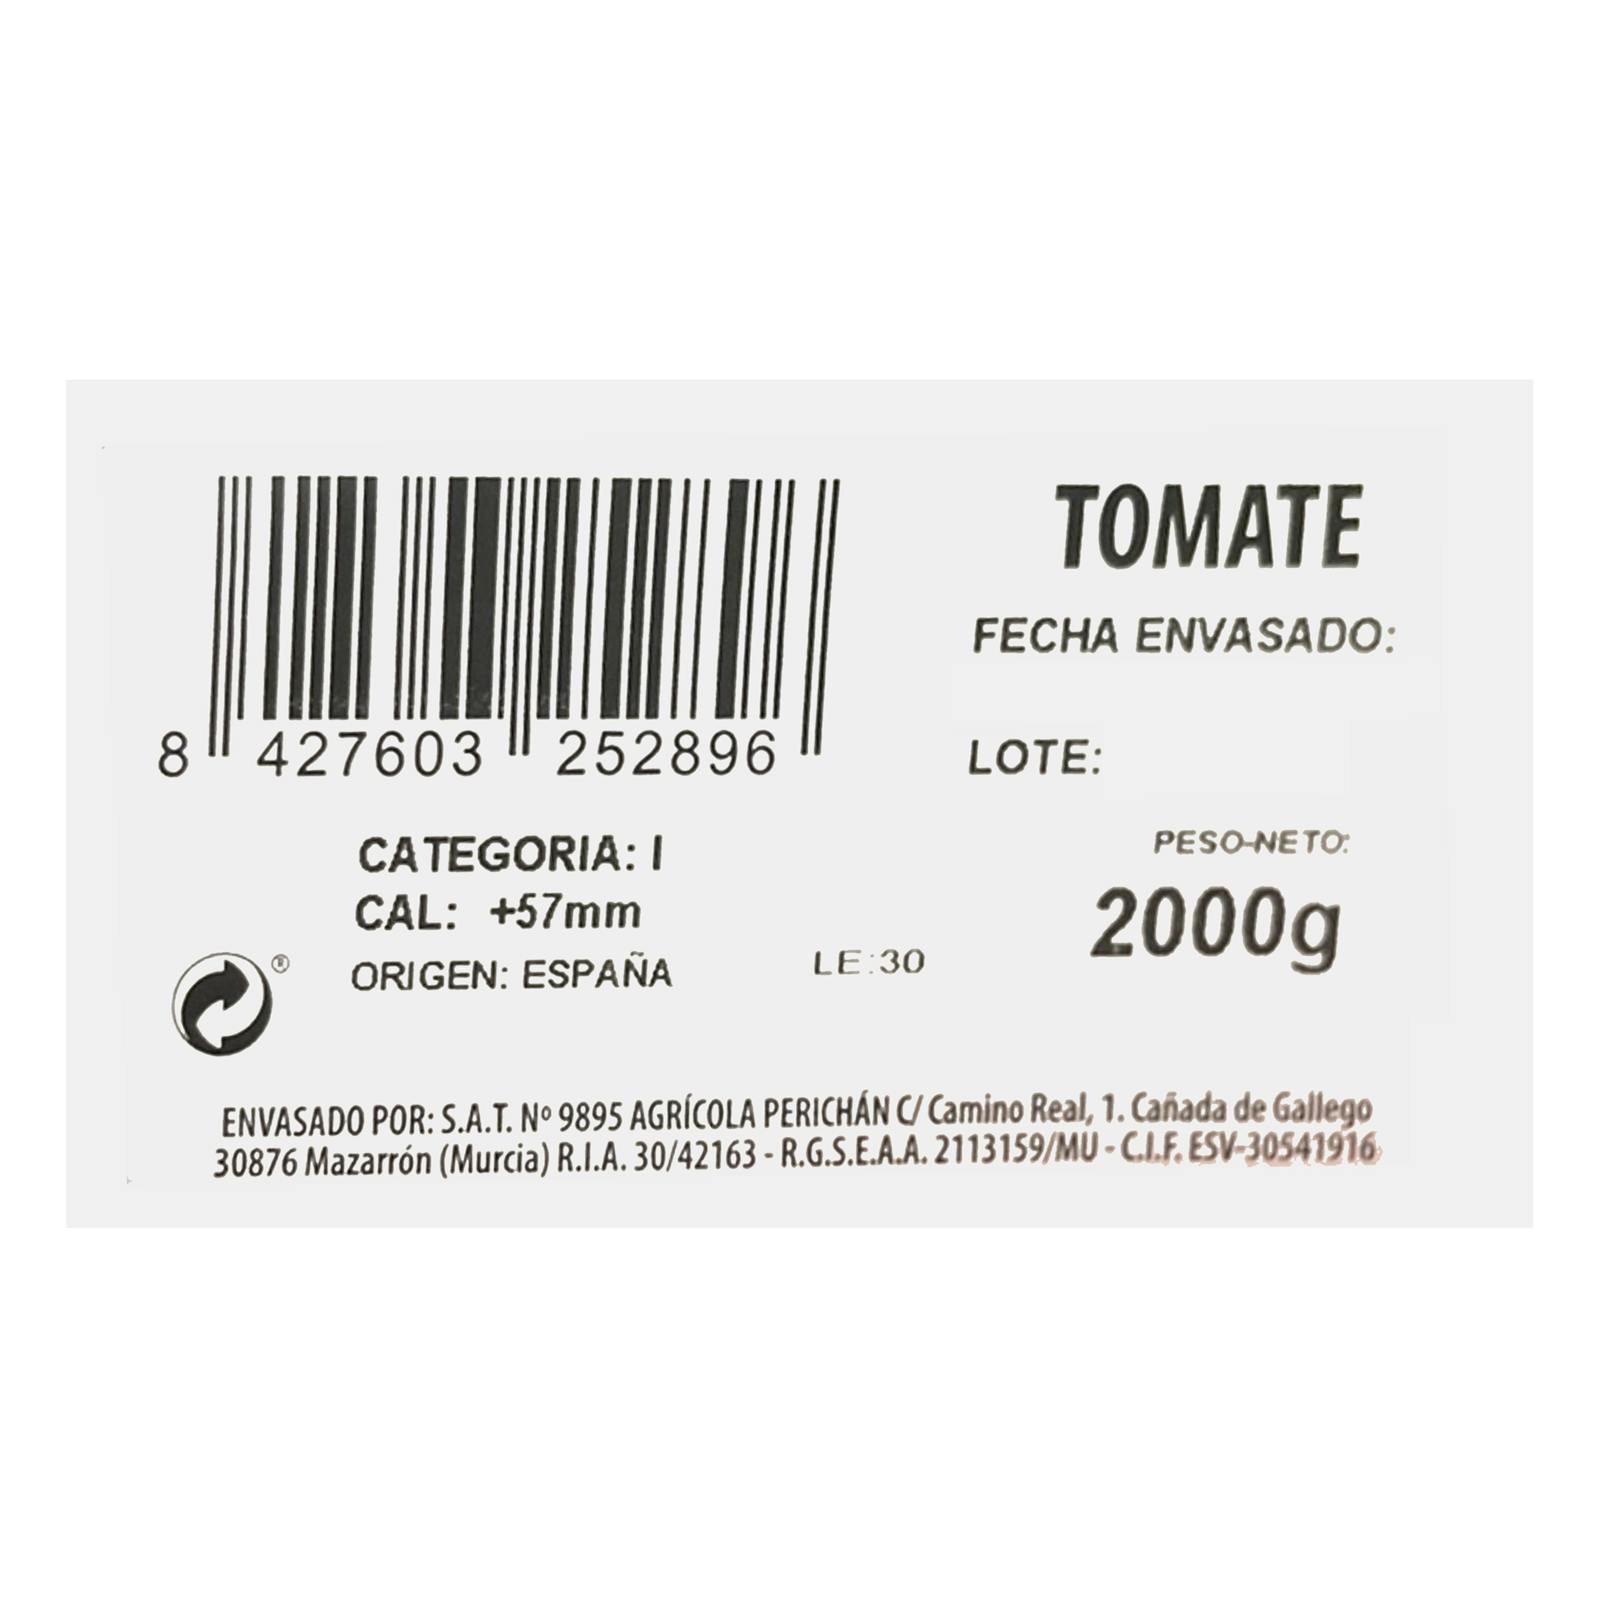 TOMATE
FECHA ENVASADO:
LOTE:
8 427603 252896
CATEGORIA: I
CAL: +57mm
ORIGEN: ESPAÑA
LE:30
PESO-NETO:
2000g
®
ENVASADO POR: S.A.T. Nº 9895 AGRÍCOLA PERICHÁN C/ Camino Real, 1. Cañada de Gallego
30876 Mazarrón (Murcia) R.I.A. 30/42163 - R.G.S.E.A.A. 2113159/MU - C.I.F. ESV-30541916